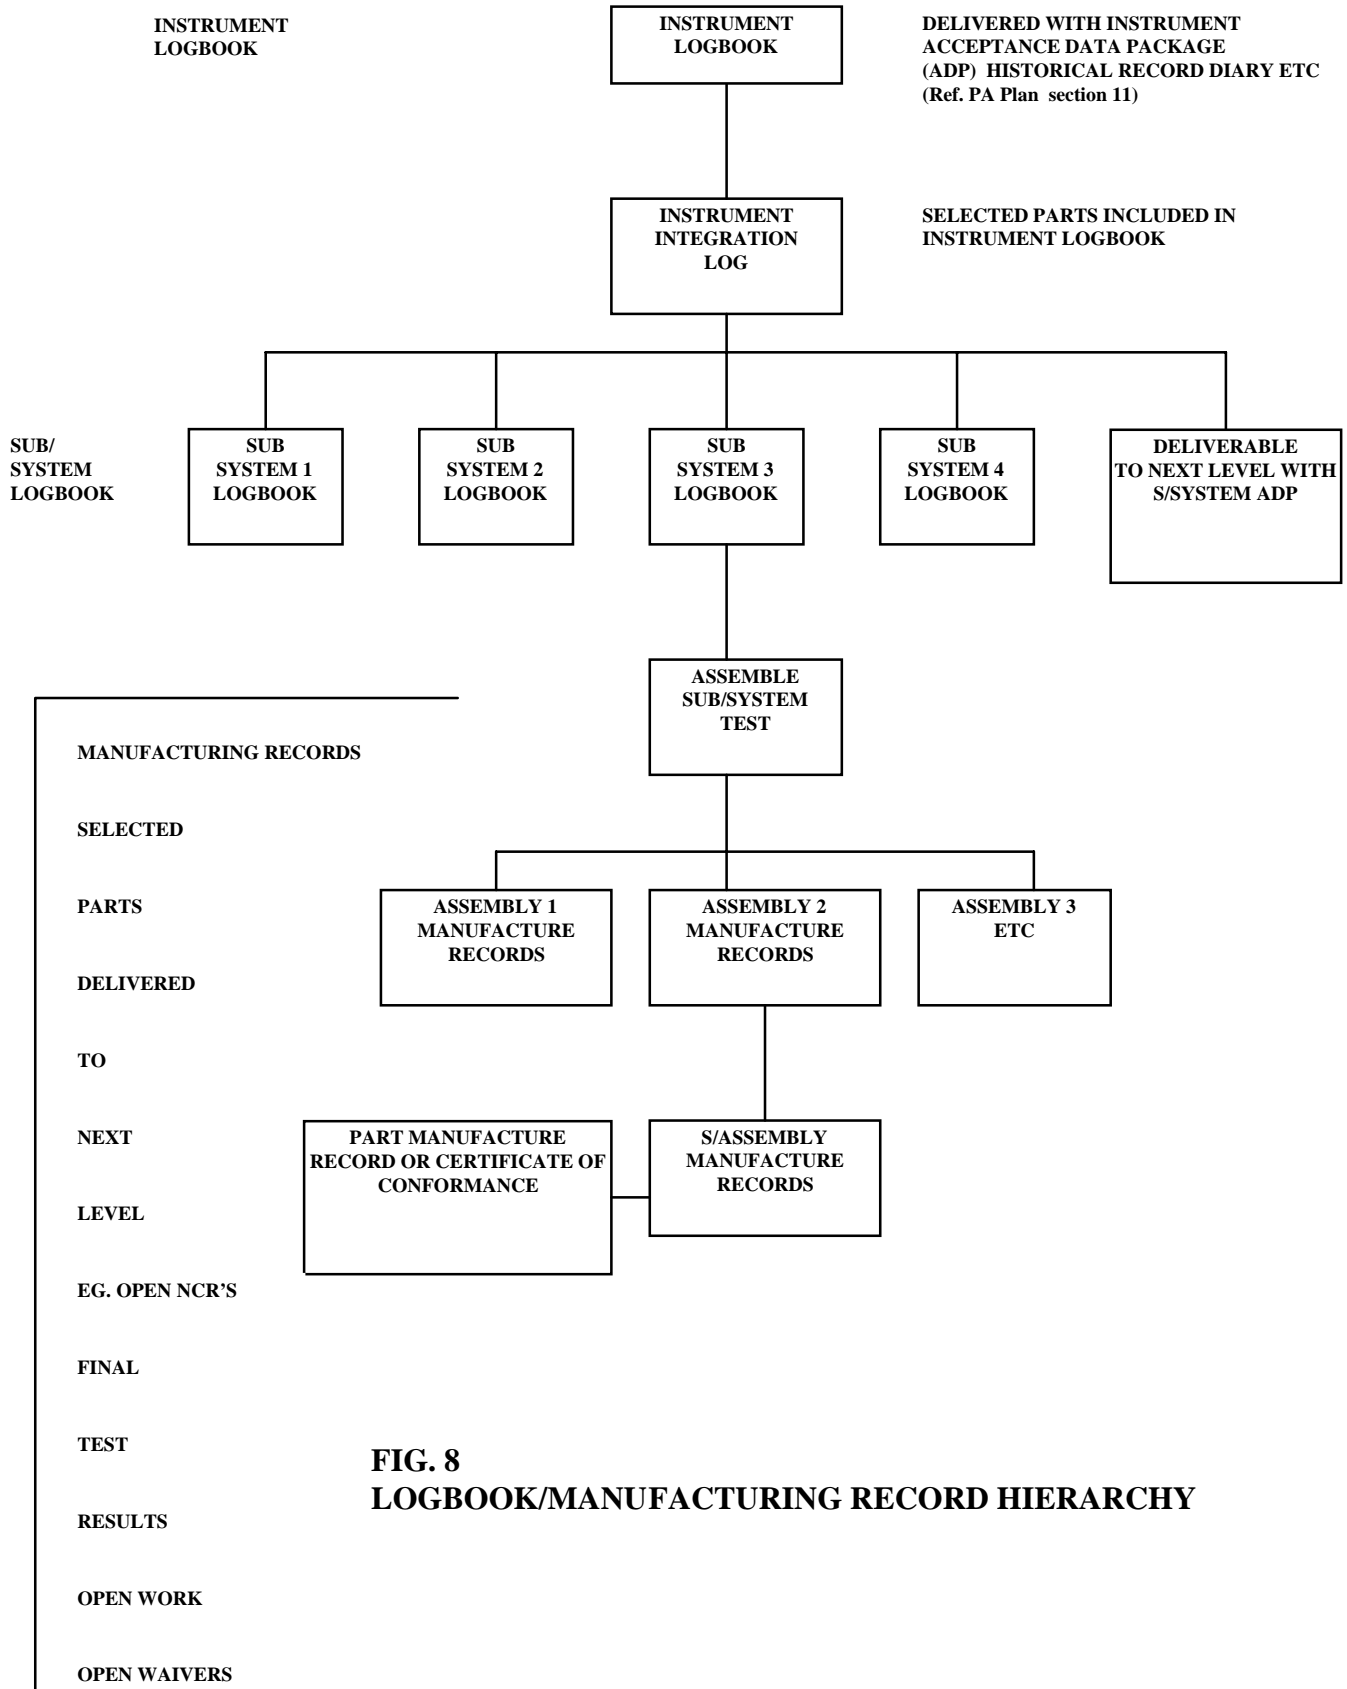 INSTRUMENT
LOGBOOK
INSTRUMENT
LOGBOOK
DELIVERED WITH INSTRUMENT
ACCEPTANCE DATA PACKAGE
(ADP) HISTORICAL RECORD DIARY ETC
(Ref. PA Plan section 11)
INSTRUMENT
INTEGRATION
LOG
SELECTED PARTS INCLUDED IN
INSTRUMENT LOGBOOK
SUB/
SYSTEM
LOGBOOK
SUB
SYSTEM 1
LOGBOOK
SUB
SYSTEM 2
LOGBOOK
SUB
SYSTEM 3
LOGBOOK
SUB
SYSTEM 4
LOGBOOK
DELIVERABLE
TO NEXT LEVEL WITH
S/SYSTEM ADP
ASSEMBLE
SUB/SYSTEM
TEST
MANUFACTURING RECORDS
SELECTED
PARTS
DELIVERED
TO
NEXT
LEVEL
EG. OPEN NCR'S
FINAL
TEST
RESULTS
OPEN WORK
OPEN WAIVERS
ASSEMBLY 1
MANUFACTURE
RECORDS
ASSEMBLY 2
MANUFACTURE
RECORDS
ASSEMBLY 3
ETC
PART MANUFACTURE
RECORD OR CERTIFICATE OF
CONFORMANCE
S/ASSEMBLY
MANUFACTURE
RECORDS
FIG. 8
LOGBOOK/MANUFACTURING RECORD HIERARCHY